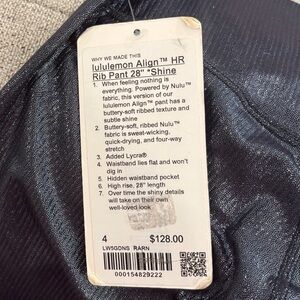 WHY WE MADE THIS
lululemon Align™ HR
Rib Pant 28" *Shine
1. When feeling nothing is
everything. Powered by Nulu™
fabric, this version of our
lululemon Align™ pant has a
buttery-soft ribbed texture and
subtle shine
2. Buttery-soft, ribbed Nulu™
fabric is sweat-wicking,
quick-drying, and four-way
stretch
3. Added Lycra®
4. Waistband lies flat and won't
dig in
5. Hidden waistband pocket
6. High rise, 28" length
7. Over time the shiny details
will take on their own
well-loved look
4 $128.00
LW5GDNS RARN
000154829222